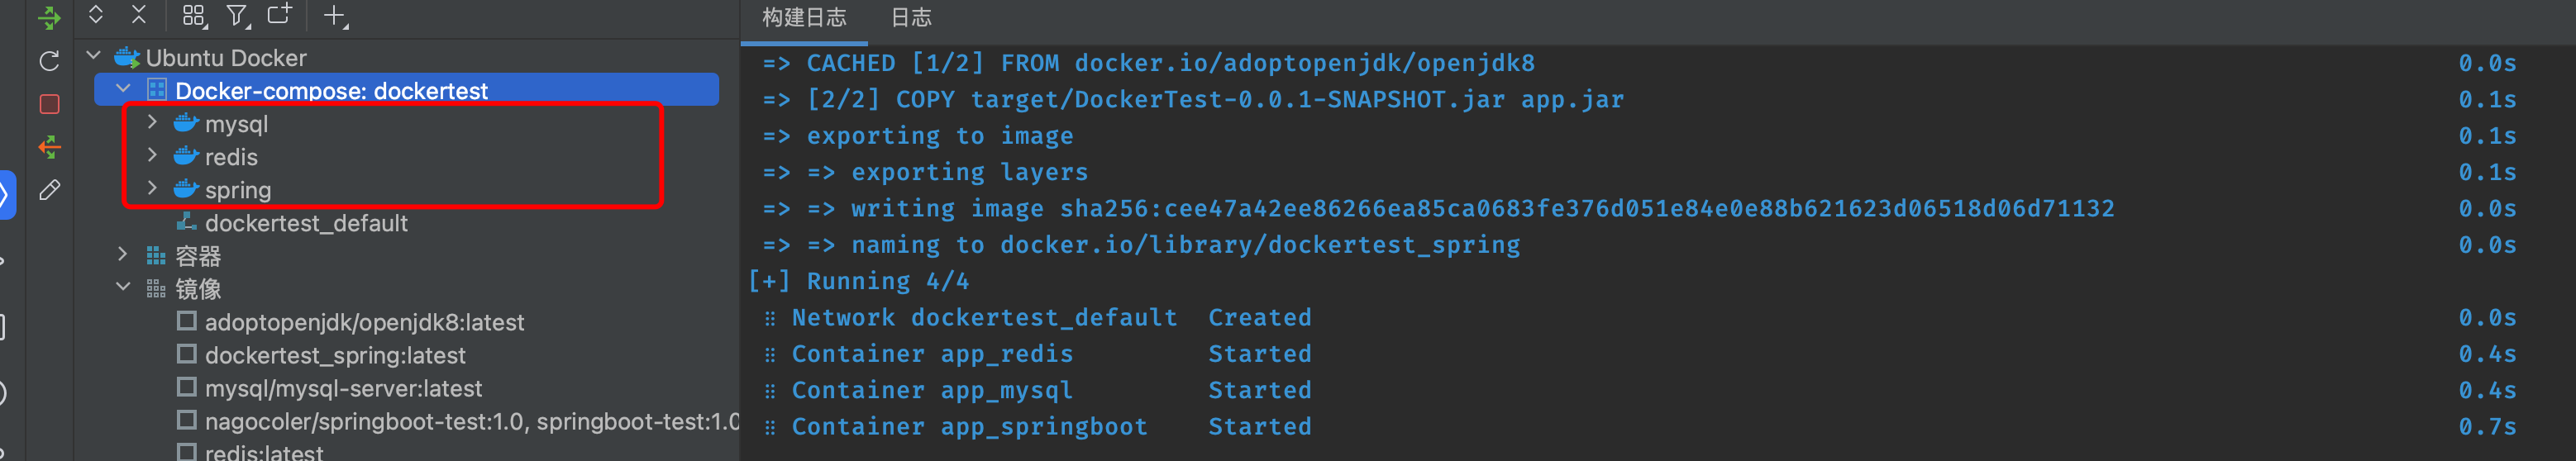 Ubuntu Docker
Docker-compose: dockertest
mysql
redis
spring
dockertest_default
容器
镜像
adoptopenjdk/openjdk8:latest
dockertest_spring:latest
mysql/mysql-server:latest
nagocoler/springboot-test:1.0, springboot-test:1.0
redis:latest
构建日志 日志
=> CACHED [1/2] FROM docker.io/adoptopenjdk/openjdk8 0.0s
=> [2/2] COPY target/DockerTest-0.0.1-SNAPSHOT.jar app.jar 0.1s
=> exporting to image 0.1s
=> => exporting layers 0.1s
=> => writing image sha256:cee47a42ee86266ea85ca0683fe376d051e84e0e88b621623d06518d06d71132 0.0s
=> => naming to docker.io/library/dockertest_spring 0.0s
[+] Running 4/4
⠿ Network dockertest_default Created 0.0s
⠿ Container app_redis Started 0.4s
⠿ Container app_mysql Started 0.4s
⠿ Container app_springboot Started 0.7s